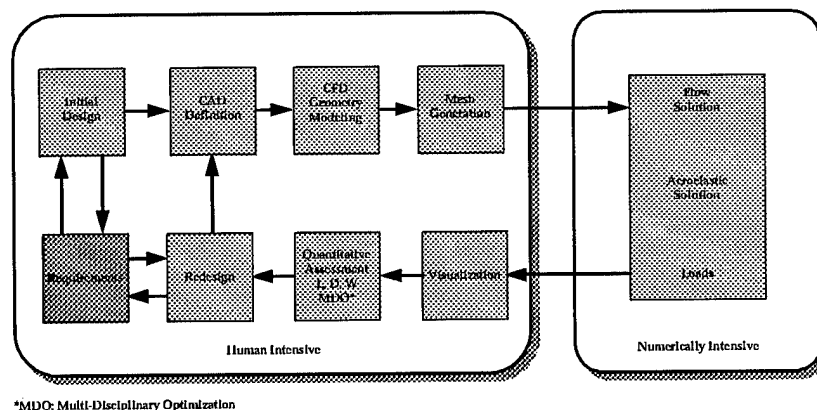 Initial
Design
CAD
Definition
CFD
Geometry
Modeling
Mesh
Generation
Flow
Solution
Aeroelastic
Solution
Loads
Requirements
Redesign
Quantitative
Assessment
L, D, W
MDO*
Visualization
Human Intensive
Numerically Intensive
*MDO: Multi-Disciplinary Optimization